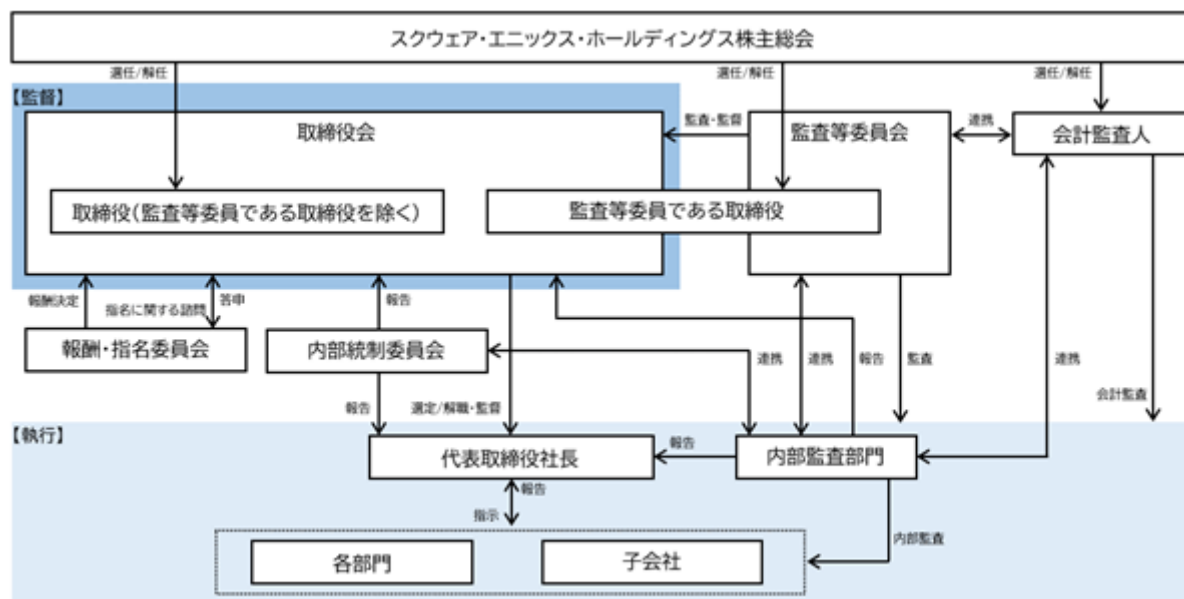 スクウェア・エニックス・ホールディングス株主総会
選任/解任
選任/解任
選任/解任
【監督】
取締役会
監査・監督
監査等委員会
連携
会計監査人
取締役(監査等委員である取締役を除く)
監査等委員である取締役
報酬決定
指名に関する諮問
答申
報告
報酬・指名委員会
内部統制委員会
連携
連携
報告
監査
連携
報告
選定/解職・監督
会計監査
【執行】
代表取締役社長
報告
内部監査部門
報告
指示
内部監査
各部門
子会社